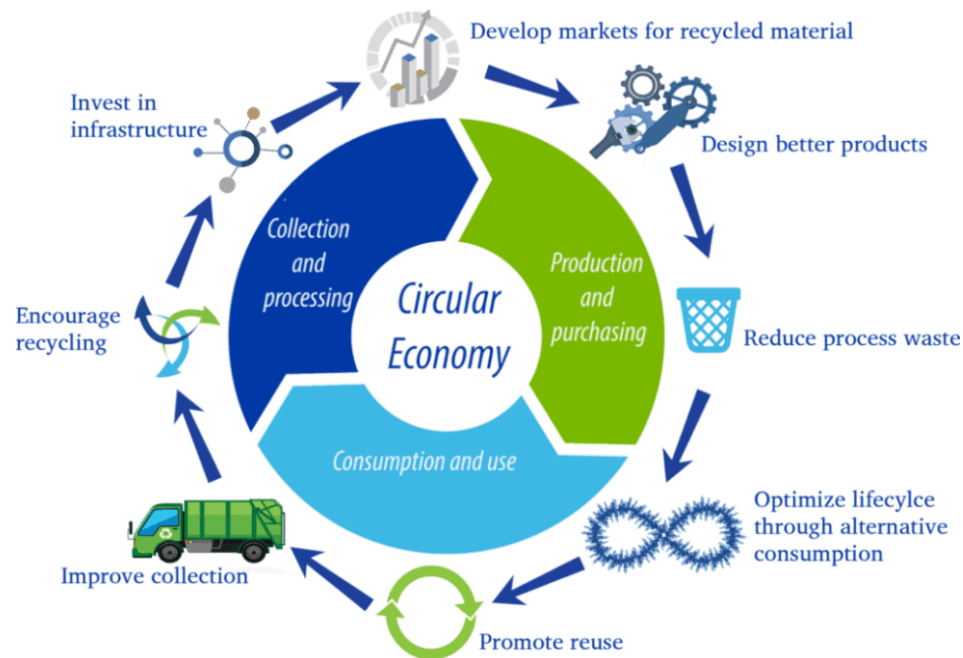 Develop markets for recycled material
Invest in
infrastructure
Design better products
Collection
and
processing
Production
and
purchasing
Circular
Economy
Encourage
recycling
Reduce process waste
Consumption and use
Optimize lifecylce
through alternative
consumption
Improve collection
Promote reuse